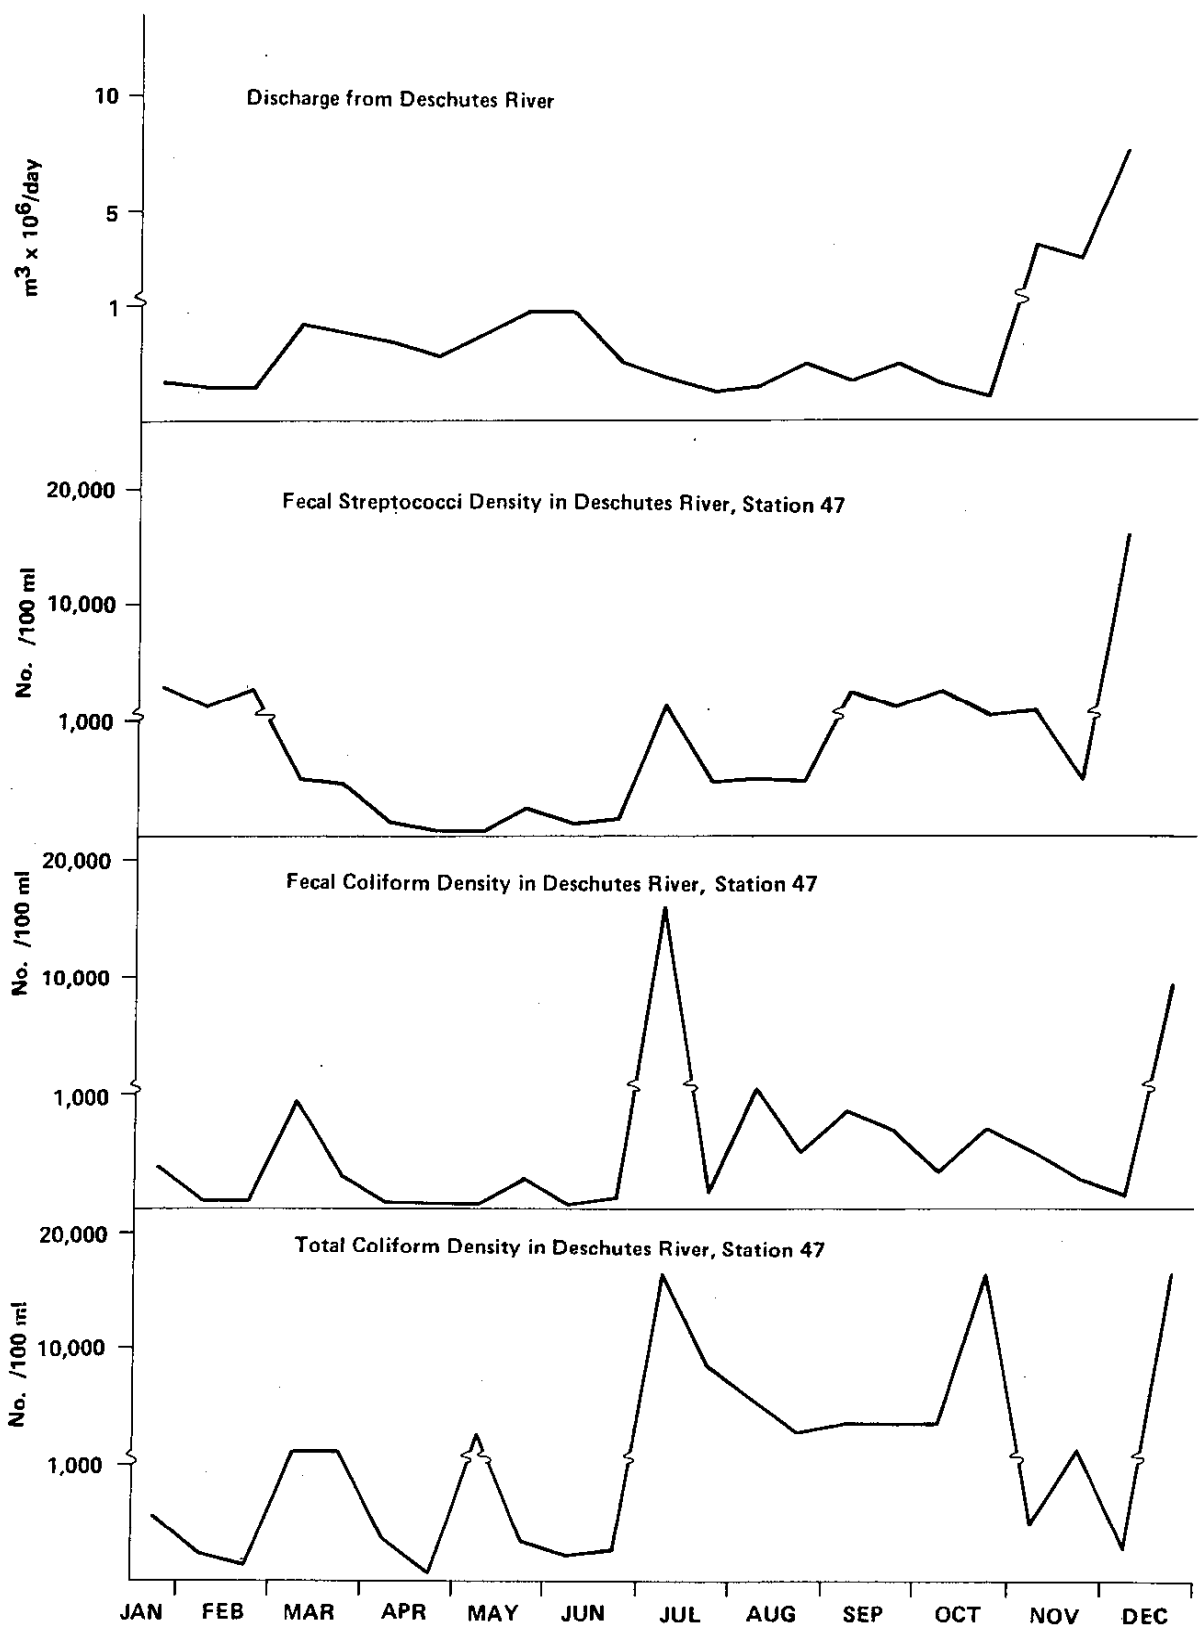 Discharge from Deschutes River
10
5
1
m³ x 10⁶/day
Fecal Streptococci Density in Deschutes River, Station 47
20,000
10,000
1,000
No. /100 ml
Fecal Coliform Density in Deschutes River, Station 47
20,000
10,000
1,000
No. /100 ml
Total Coliform Density in Deschutes River, Station 47
20,000
10,000
1,000
No. /100 ml
JAN FEB MAR APR MAY JUN JUL AUG SEP OCT NOV DEC